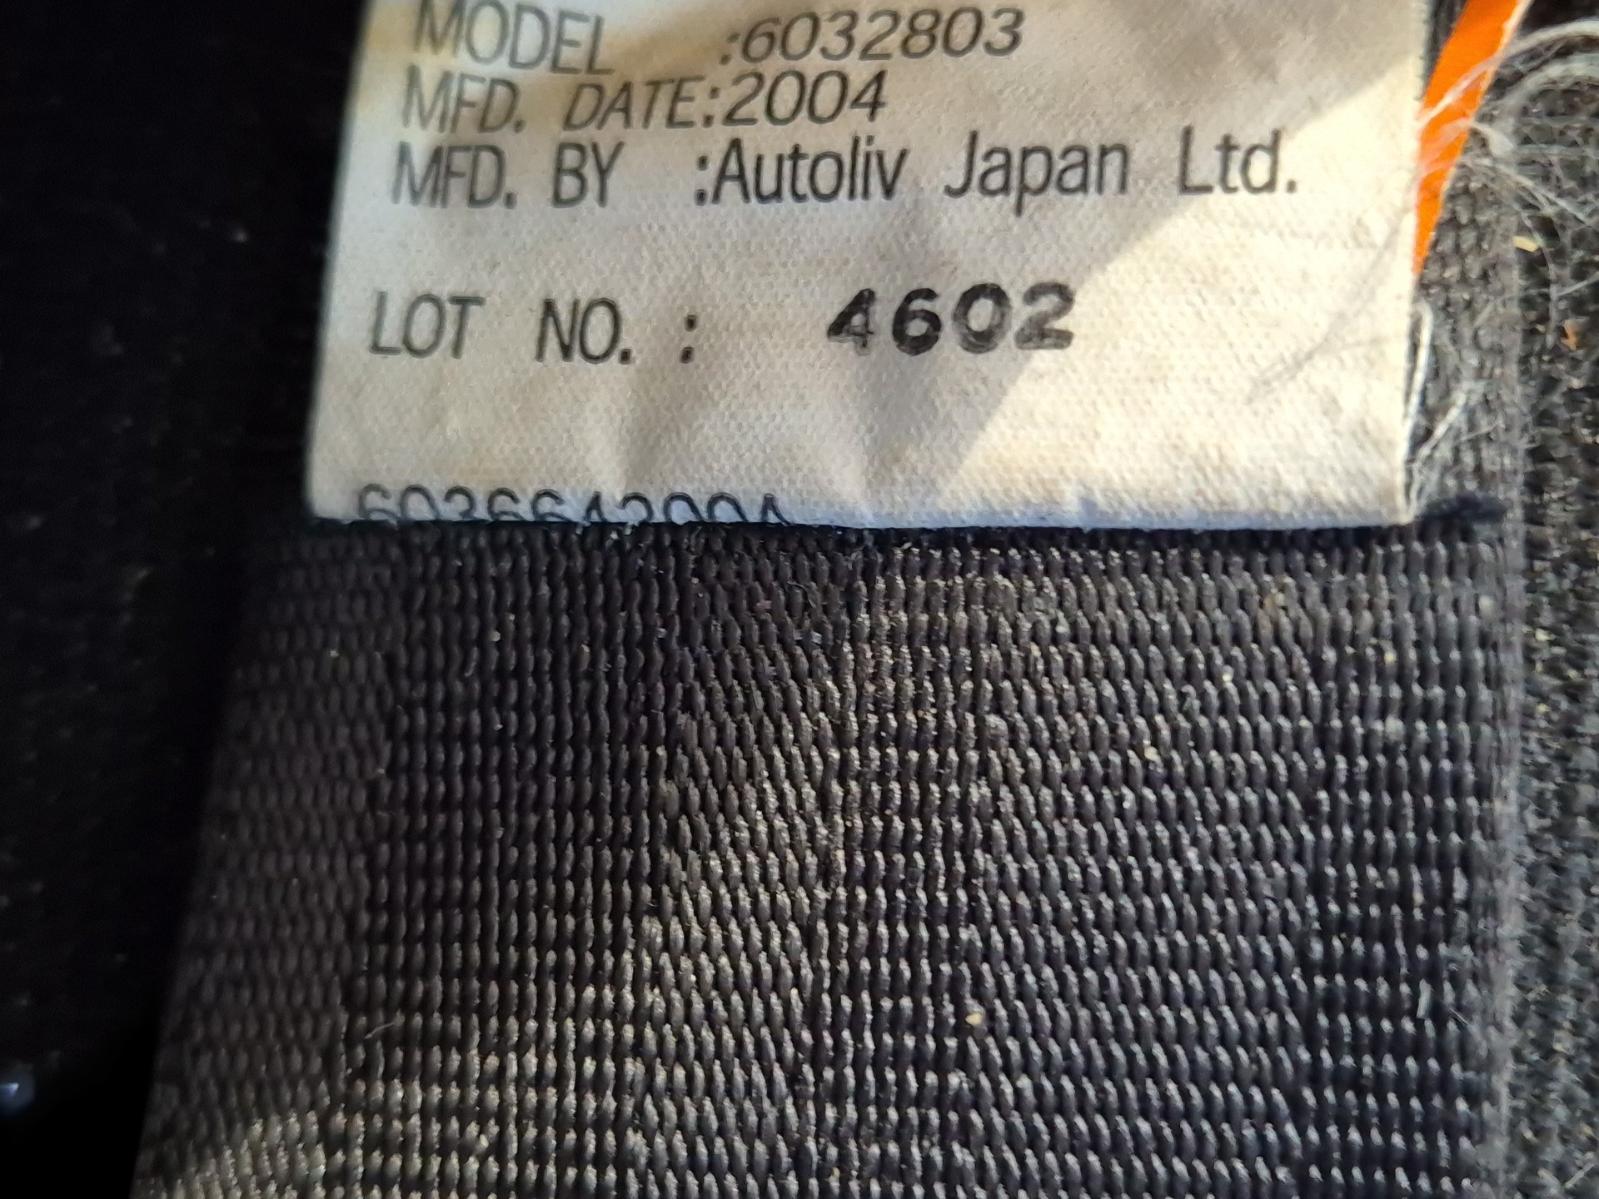 MODEL :6032803
MFD. DATE:2004
MFD. BY :Autoliv Japan Ltd.
LOT NO. : 4602